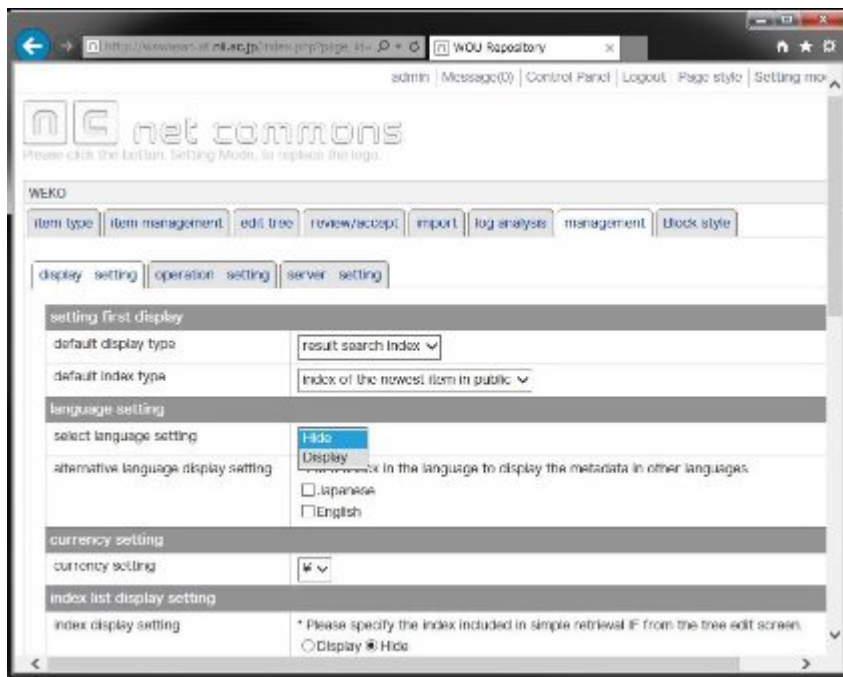 WOU Repository
admin | Message(0) | Control Panel | Logout Page style | Setting mo
nc net commons
Please click the button, Setting Mode, to replace the logo.
WEKO
item type item management edit tree review/accept import log analysis management block style
display setting operation setting server setting
setting first display
default display type result search index
default index type index of the newest item in public
language setting
select language setting Hide
Display
alternative language display setting in the language to display the metadata in other languages.
Japanese
English
currency setting
currency setting ¥
index list display setting
index display setting * Please specify the index included in simple retrieval IF from the tree edit screen.
Display Hide